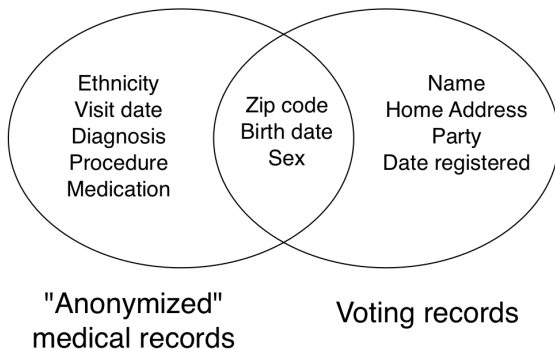 Ethnicity
Visit date
Diagnosis
Procedure
Medication
Zip code
Birth date
Sex
Name
Home Address
Party
Date registered
"Anonymized"
medical records
Voting records